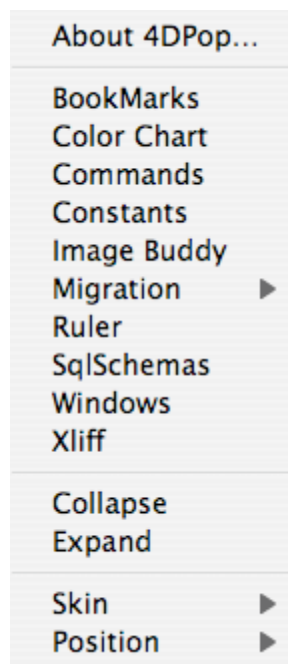 About 4DPop...
BookMarks
Color Chart
Commands
Constants
Image Buddy
Migration
Ruler
SqlSchemas
Windows
Xliff
Collapse
Expand
Skin
Position